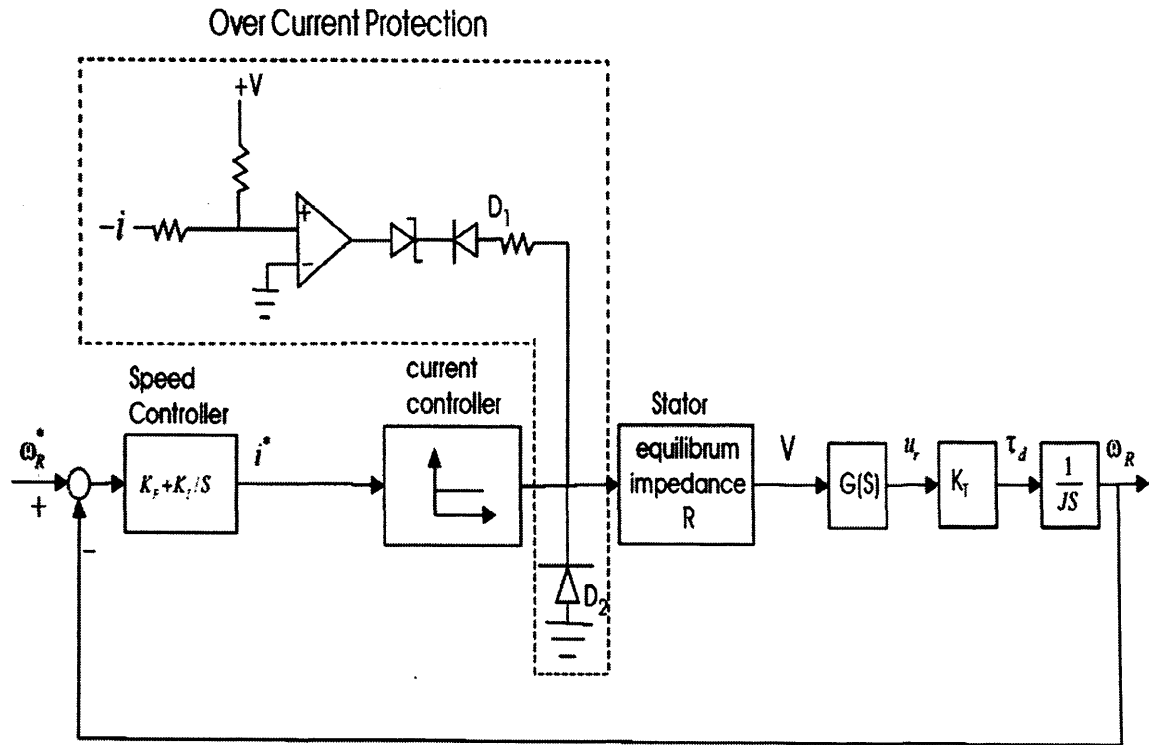 Over Current Protection
+V
-i
+
-
D1
D2
Speed
Controller
current
controller
Stator
ω*R
+
-
KP+KI/S
i*
equilibrum
impedance
R
V
G(S)
ur
KT
τd
1
JS
ωR